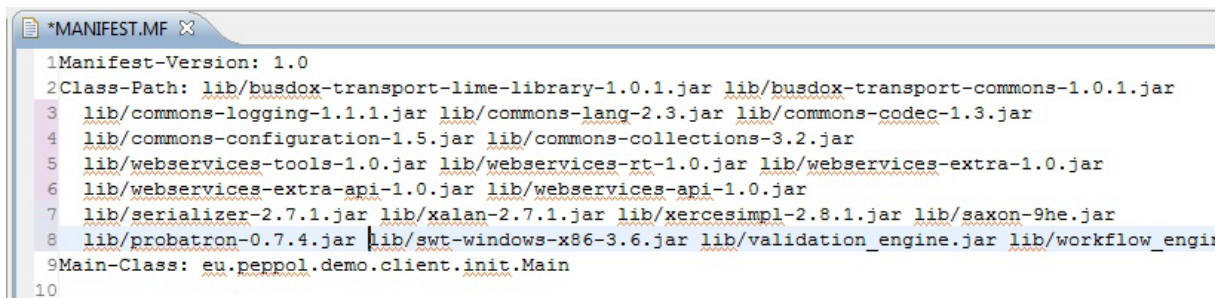 *MANIFEST.MF
1Manifest-Version: 1.0
2Class-Path: lib/busdox-transport-lime-library-1.0.1.jar lib/busdox-transport-commons-1.0.1.jar
3 lib/commons-logging-1.1.1.jar lib/commons-lang-2.3.jar lib/commons-codec-1.3.jar
4 lib/commons-configuration-1.5.jar lib/commons-collections-3.2.jar
5 lib/webservices-tools-1.0.jar lib/webservices-rt-1.0.jar lib/webservices-extra-1.0.jar
6 lib/webservices-extra-api-1.0.jar lib/webservices-api-1.0.jar
7 lib/serializer-2.7.1.jar lib/xalan-2.7.1.jar lib/xercesimpl-2.8.1.jar lib/saxon-9he.jar
8 lib/probatron-0.7.4.jar lib/swt-windows-x86-3.6.jar lib/validation_engine.jar lib/workflow_engin
9Main-Class: eu.peppol.demo.client.init.Main
10